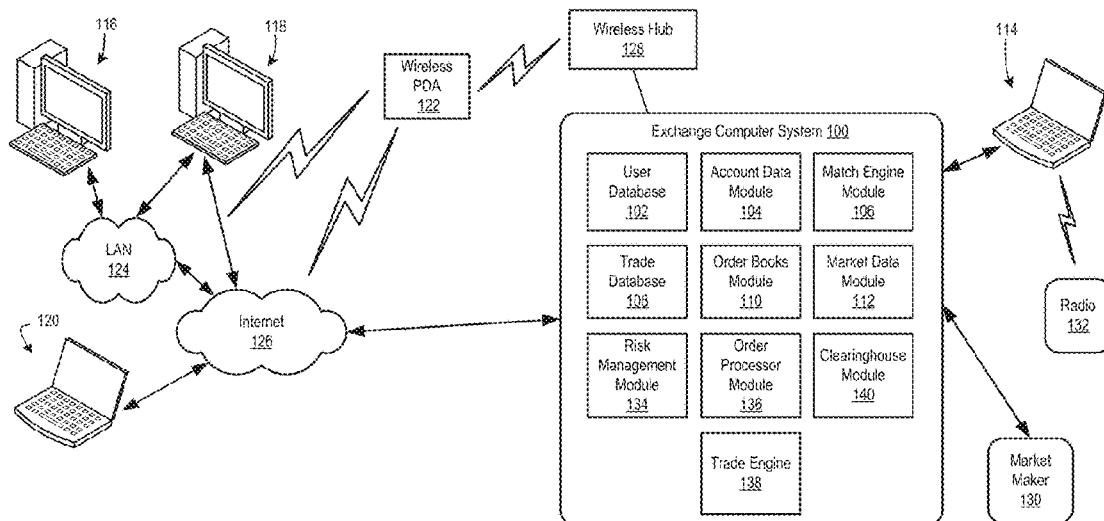 116
118
Wireless
PDA
122
Wireless Hub
128
114
Exchange Computer System 100
User
Database
102
Account Data
Module
104
Match Engine
Module
106
LAN
124
Trade
Database
108
Order Books
Module
110
Market Data
Module
112
Radio
132
120
Internet
126
Risk
Management
Module
134
Order
Processor
Module
136
Clearinghouse
Module
140
Trade Engine
138
Market
Maker
130